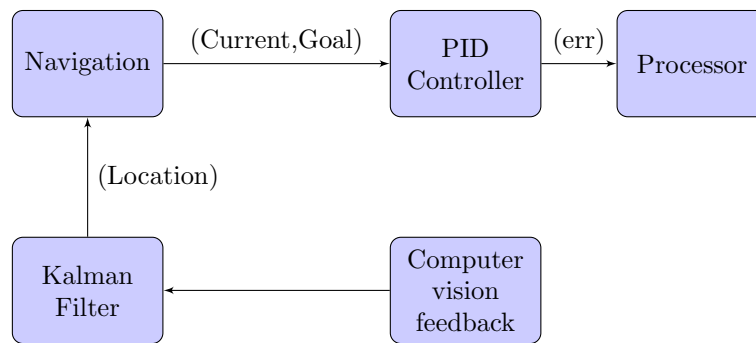 Navigation
(Current,Goal)
PID
Controller
(err)
Processor
(Location)
Kalman
Filter
Computer
vision
feedback